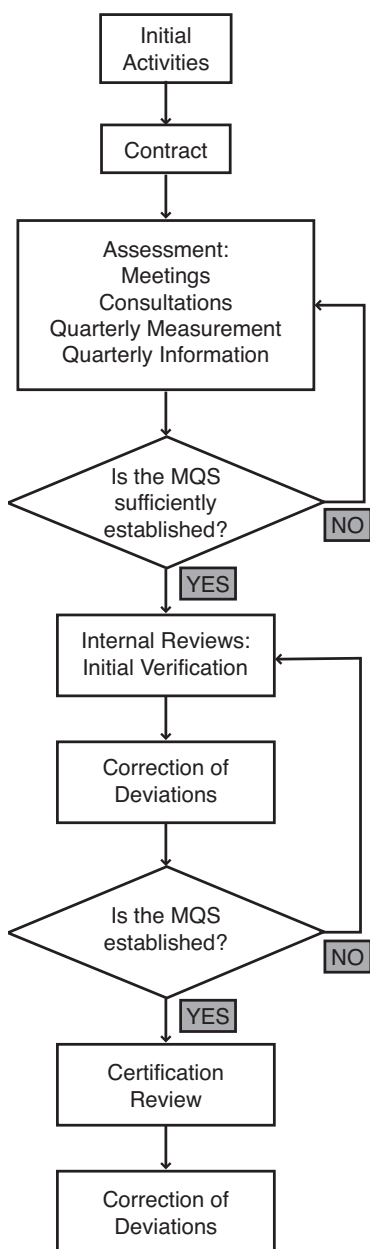 Initial
Activities
Contract
Assessment:
Meetings
Consultations
Quarterly Measurement
Quarterly Information
Is the MQS
sufficiently
established?
NO
YES
Internal Reviews:
Initial Verification
Correction of
Deviations
Is the MQS
established?
NO
YES
Certification
Review
Correction of
Deviations